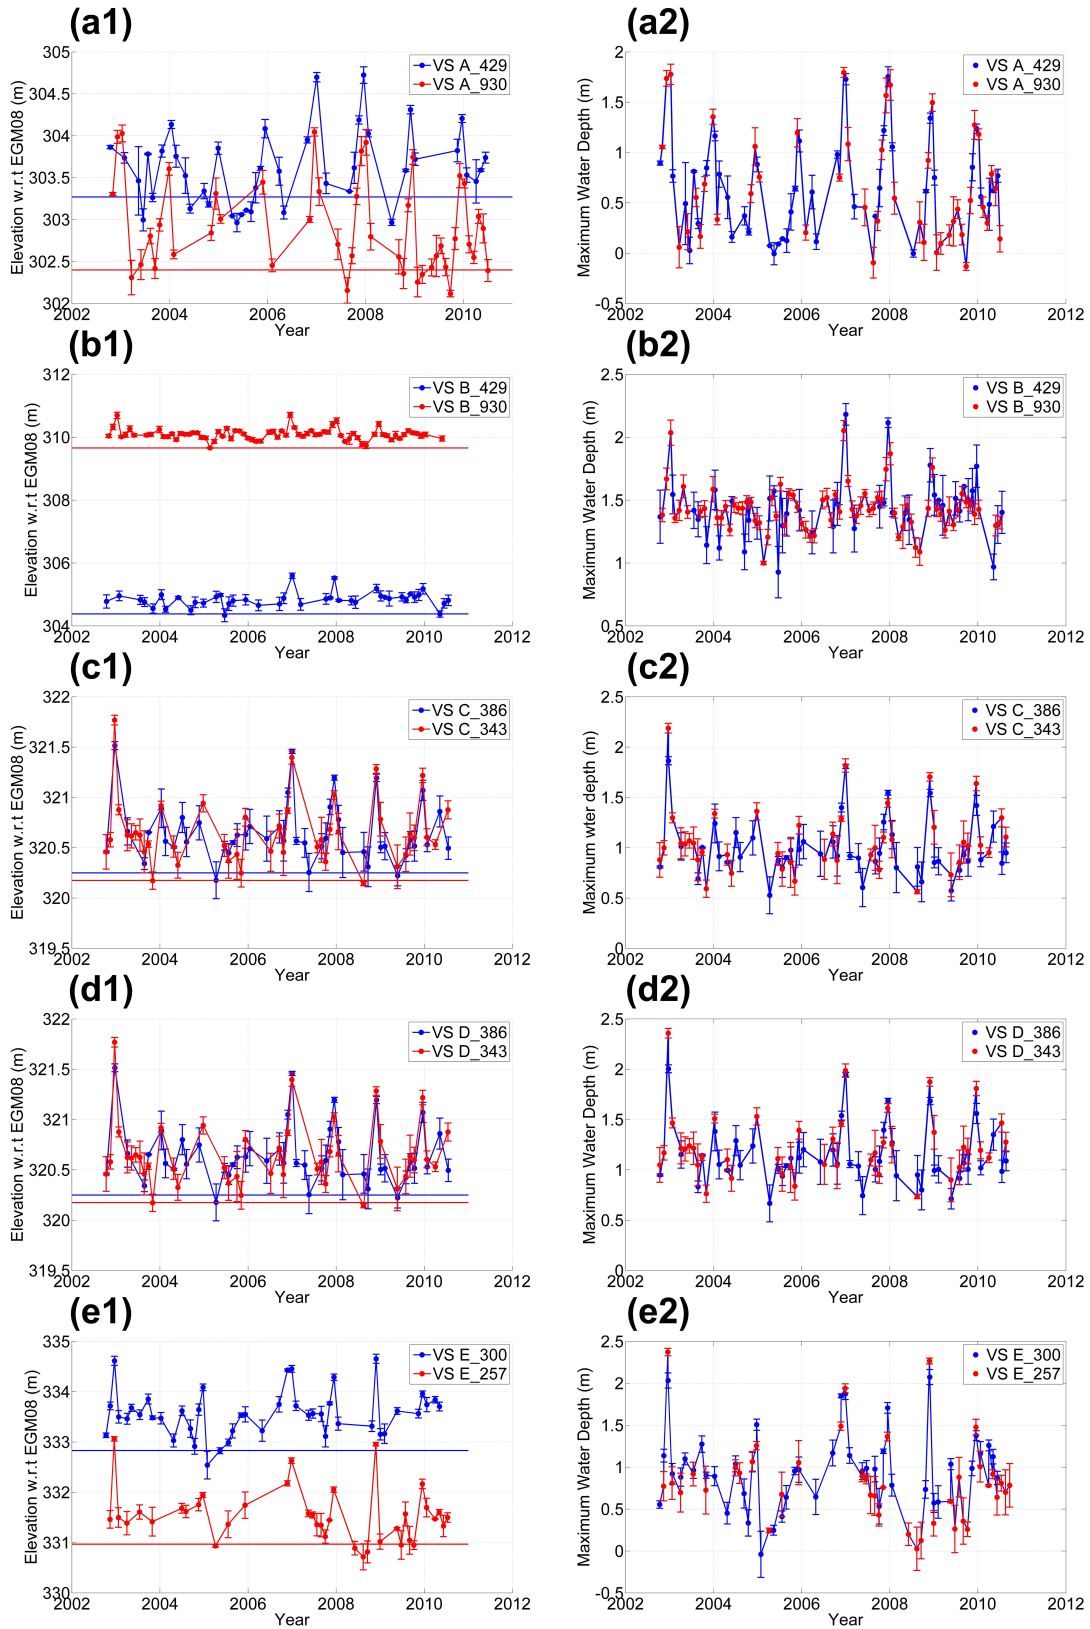 (a1)
Elevation w.r.t EGM08 (m)
305
304.5
304
303.5
303
302.5
302
2002 2004 2006 2008 2010
Year
VS A_429
VS A_930
(a2)
Maximum Water Depth (m)
2
1.5
1
0.5
0
-0.5
2002 2004 2006 2008 2010 2012
Year
VS A_429
VS A_930
(b1)
Elevation w.r.t EGM08 (m)
312
310
308
306
304
2002 2004 2006 2008 2010 2012
Year
VS B_429
VS B_930
(b2)
Maximum Water Depth (m)
2.5
2
1.5
1
0.5
2002 2004 2006 2008 2010 2012
Year
VS B_429
VS B_930
(c1)
Elevation w.r.t EGM08 (m)
322
321.5
321
320.5
320
319.5
2002 2004 2006 2008 2010 2012
Year
VS C_386
VS C_343
(c2)
Maximum wter depth (m)
2.5
2
1.5
1
0.5
0
2002 2004 2006 2008 2010 2012
Year
VS C_386
VS C_343
(d1)
Elevation w.r.t EGM08 (m)
322
321.5
321
320.5
320
319.5
2002 2004 2006 2008 2010 2012
Year
VS D_386
VS D_343
(d2)
Maximum Water Depth (m)
2.5
2
1.5
1
0.5
0
2002 2004 2006 2008 2010 2012
Year
VS D_386
VS D_343
(e1)
Elevation w.r.t EGM08 (m)
335
334
333
332
331
330
2002 2004 2006 2008 2010 2012
Year
VS E_300
VS E_257
(e2)
Maximum Water Depth (m)
2.5
2
1.5
1
0.5
0
-0.5
2002 2004 2006 2008 2010 2012
Year
VS E_300
VS E_257